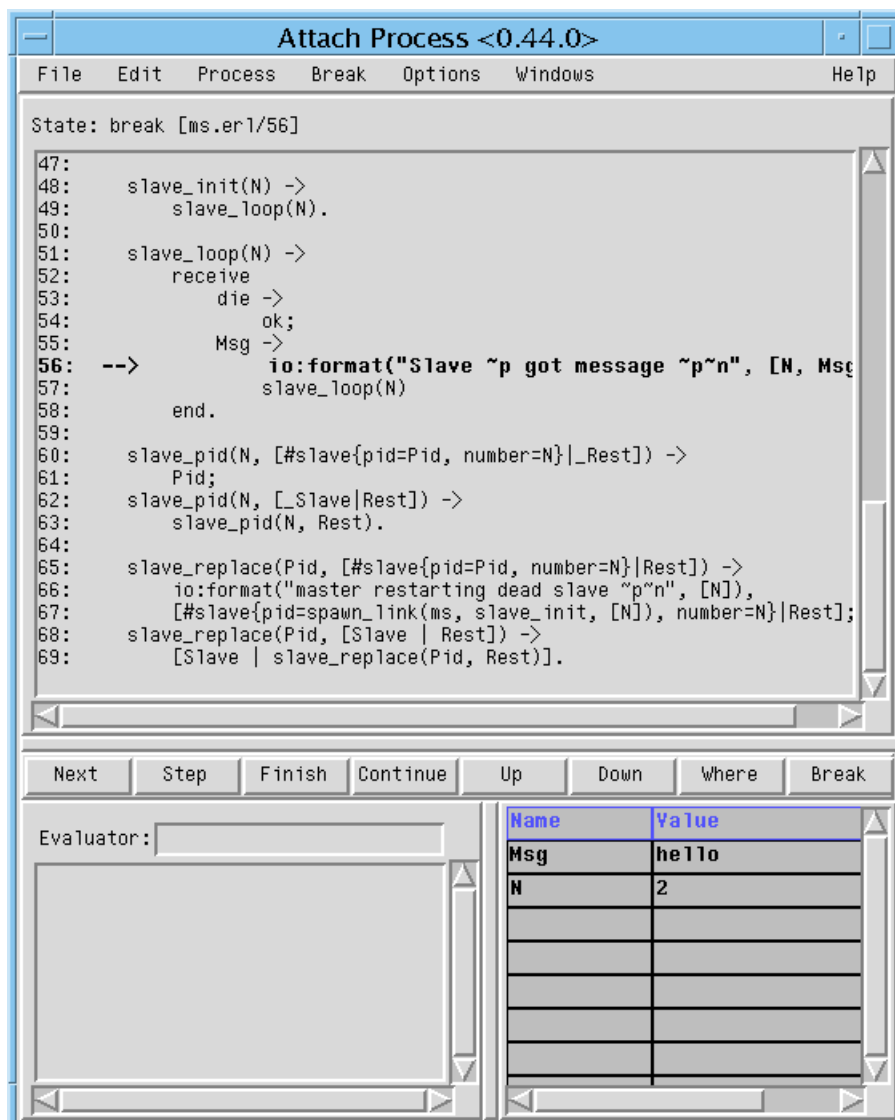 Attach Process <0.44.0>
File Edit Process Break Options Windows Help
State: break [ms.erl/56]
47:
48: slave_init(N) ->
49: slave_loop(N).
50:
51: slave_loop(N) ->
52: receive
53: die ->
54: ok;
55: Msg ->
56: --> io:format("Slave ~p got message ~p~n", [N, Msg
57: slave_loop(N)
58: end.
59:
60: slave_pid(N, [#slave{pid=Pid, number=N}|_Rest]) ->
61: Pid;
62: slave_pid(N, [_Slave|Rest]) ->
63: slave_pid(N, Rest).
64:
65: slave_replace(Pid, [#slave{pid=Pid, number=N}|Rest]) ->
66: io:format("master restarting dead slave ~p~n", [N]),
67: [#slave{pid=spawn_link(ms, slave_init, [N]), number=N}|Rest];
68: slave_replace(Pid, [Slave | Rest]) ->
69: [Slave | slave_replace(Pid, Rest)].
Next Step Finish Continue Up Down Where Break
Evaluator:
Name Value
Msg hello
N 2